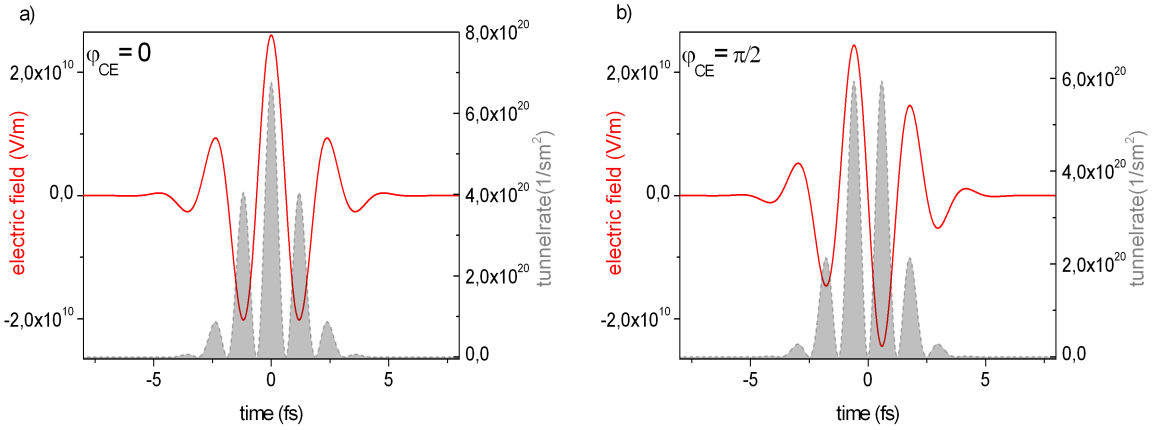 a)
φCE = 0
electric field (V/m)
2,0x10^10
0,0
-2,0x10^10
8,0x10^20
6,0x10^20
4,0x10^20
2,0x10^20
0,0
tunnelrate(1/sm^2)
-5
0
5
time (fs)
b)
φCE = π/2
electric field (V/m)
2,0x10^10
0,0
-2,0x10^10
6,0x10^20
4,0x10^20
2,0x10^20
0,0
tunnelrate(1/sm^2)
-5
0
5
time (fs)